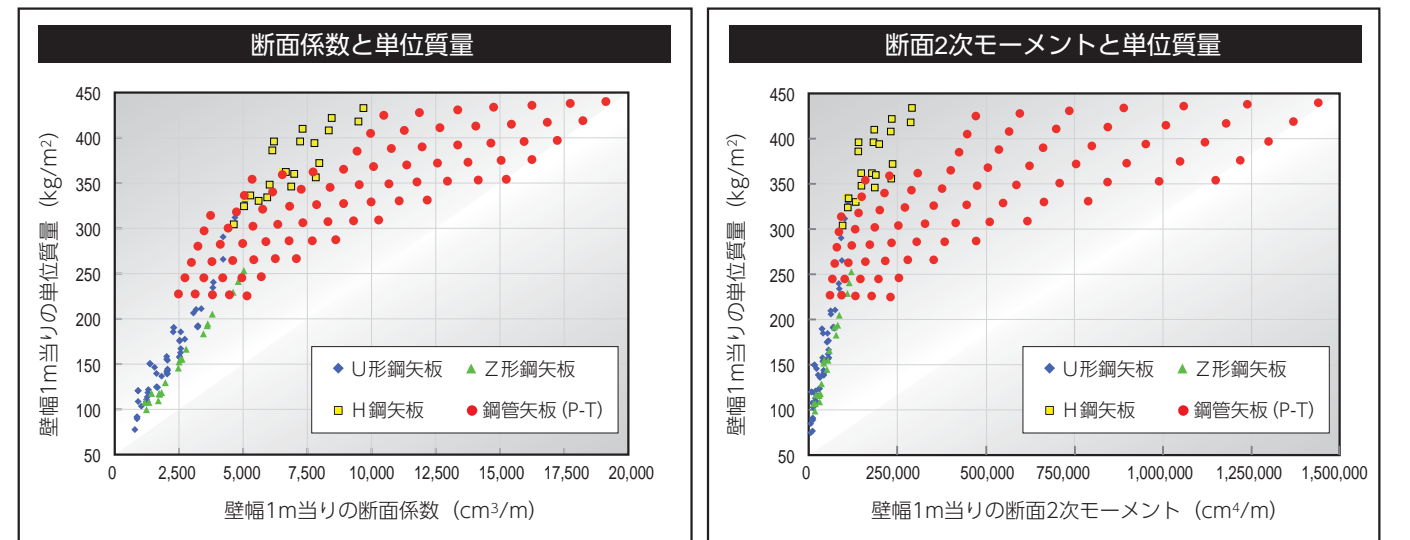 断面係数と単位質量
壁幅1m当りの単位質量 (kg/m²)
450
400
350
300
250
200
150
100
50
0 2,500 5,000 7,500 10,000 12,500 15,000 17,500 20,000
U形鋼矢板 Z形鋼矢板
H鋼矢板 鋼管矢板 (P-T)
壁幅1m当りの断面係数 (cm³/m)
断面2次モーメントと単位質量
壁幅1m当りの単位質量 (kg/m²)
450
400
350
300
250
200
150
100
50
0 250,000 500,000 750,000 1,000,000 1,250,000 1,500,000
U形鋼矢板 Z形鋼矢板
H鋼矢板 鋼管矢板 (P-T)
壁幅1m当りの断面2次モーメント (cm⁴/m)